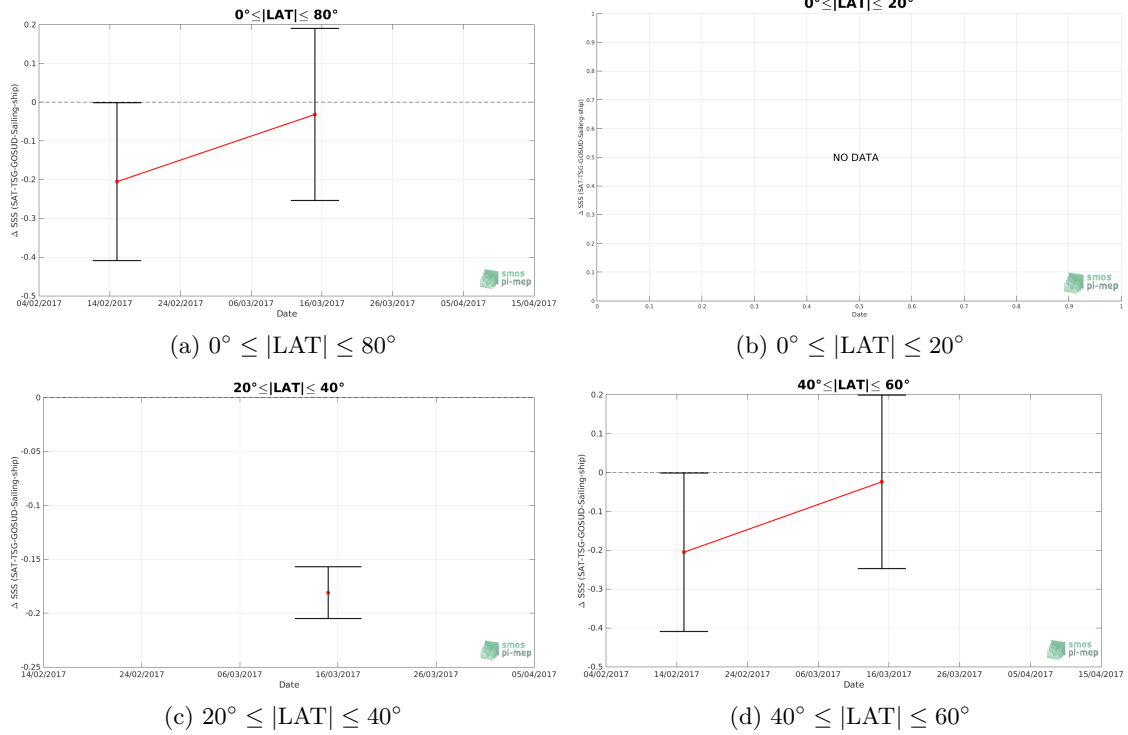 0°≤|LAT|≤ 80°
0.2
0.1
0
-0.1
-0.2
-0.3
-0.4
-0.5
Δ SSS (SAT-TSG-GOSUD-Sailing-ship)
04/02/2017 14/02/2017 24/02/2017 06/03/2017 16/03/2017 26/03/2017 05/04/2017 15/04/2017
Date
smos
pi-mep
(a) 0° ≤ |LAT| ≤ 80°
0°≤|LAT|≤ 20°
1
0.9
0.8
0.7
0.6
0.5
0.4
0.3
0.2
0.1
0
Δ SSS (SAT-TSG-GOSUD-Sailing-ship)
NO DATA
0 0.1 0.2 0.3 0.4 0.5 0.6 0.7 0.8 0.9 1
Date
smos
pi-mep
(b) 0° ≤ |LAT| ≤ 20°
20°≤|LAT|≤ 40°
0
-0.05
-0.1
-0.15
-0.2
-0.25
Δ SSS (SAT-TSG-GOSUD-Sailing-ship)
14/02/2017 24/02/2017 06/03/2017 16/03/2017 26/03/2017 05/04/2017
Date
smos
pi-mep
(c) 20° ≤ |LAT| ≤ 40°
40°≤|LAT|≤ 60°
0.2
0.1
0
-0.1
-0.2
-0.3
-0.4
-0.5
Δ SSS (SAT-TSG-GOSUD-Sailing-ship)
04/02/2017 14/02/2017 24/02/2017 06/03/2017 16/03/2017 26/03/2017 05/04/2017 15/04/2017
Date
smos
pi-mep
(d) 40° ≤ |LAT| ≤ 60°